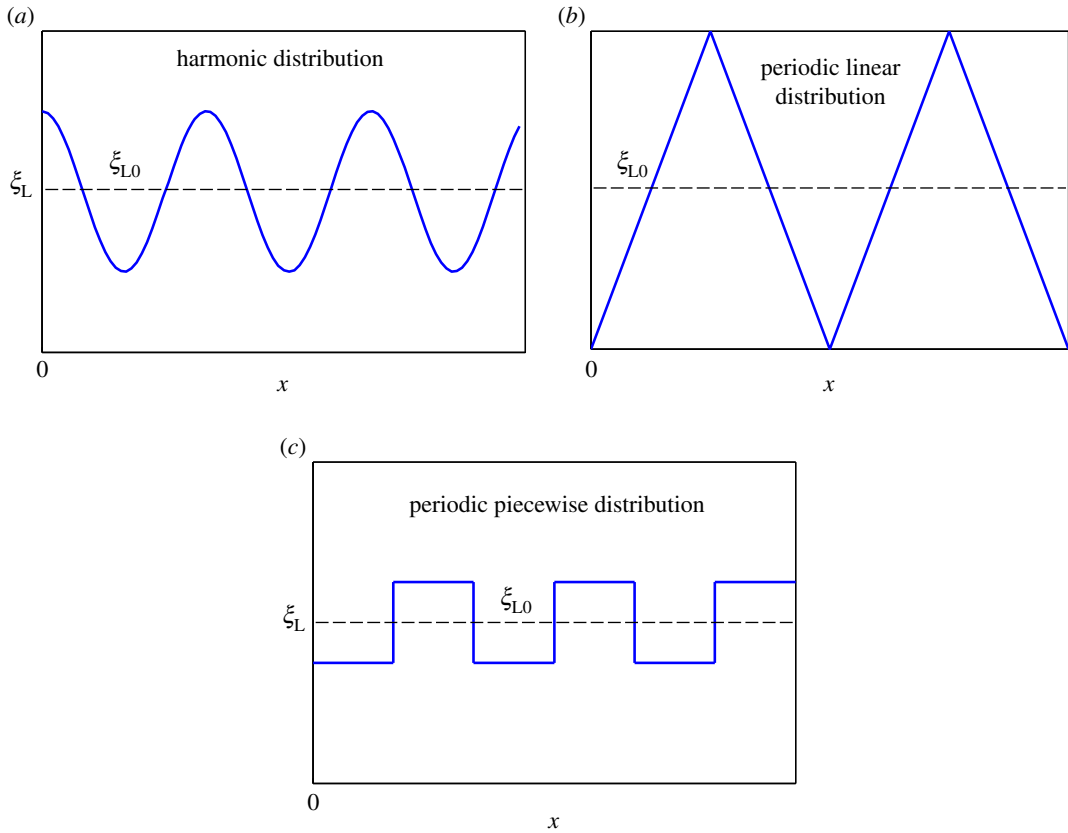 (a)
harmonic distribution
ξL0
ξL
0
x
(b)
periodic linear
distribution
ξL0
0
x
(c)
periodic piecewise distribution
ξL0
ξL
0
x